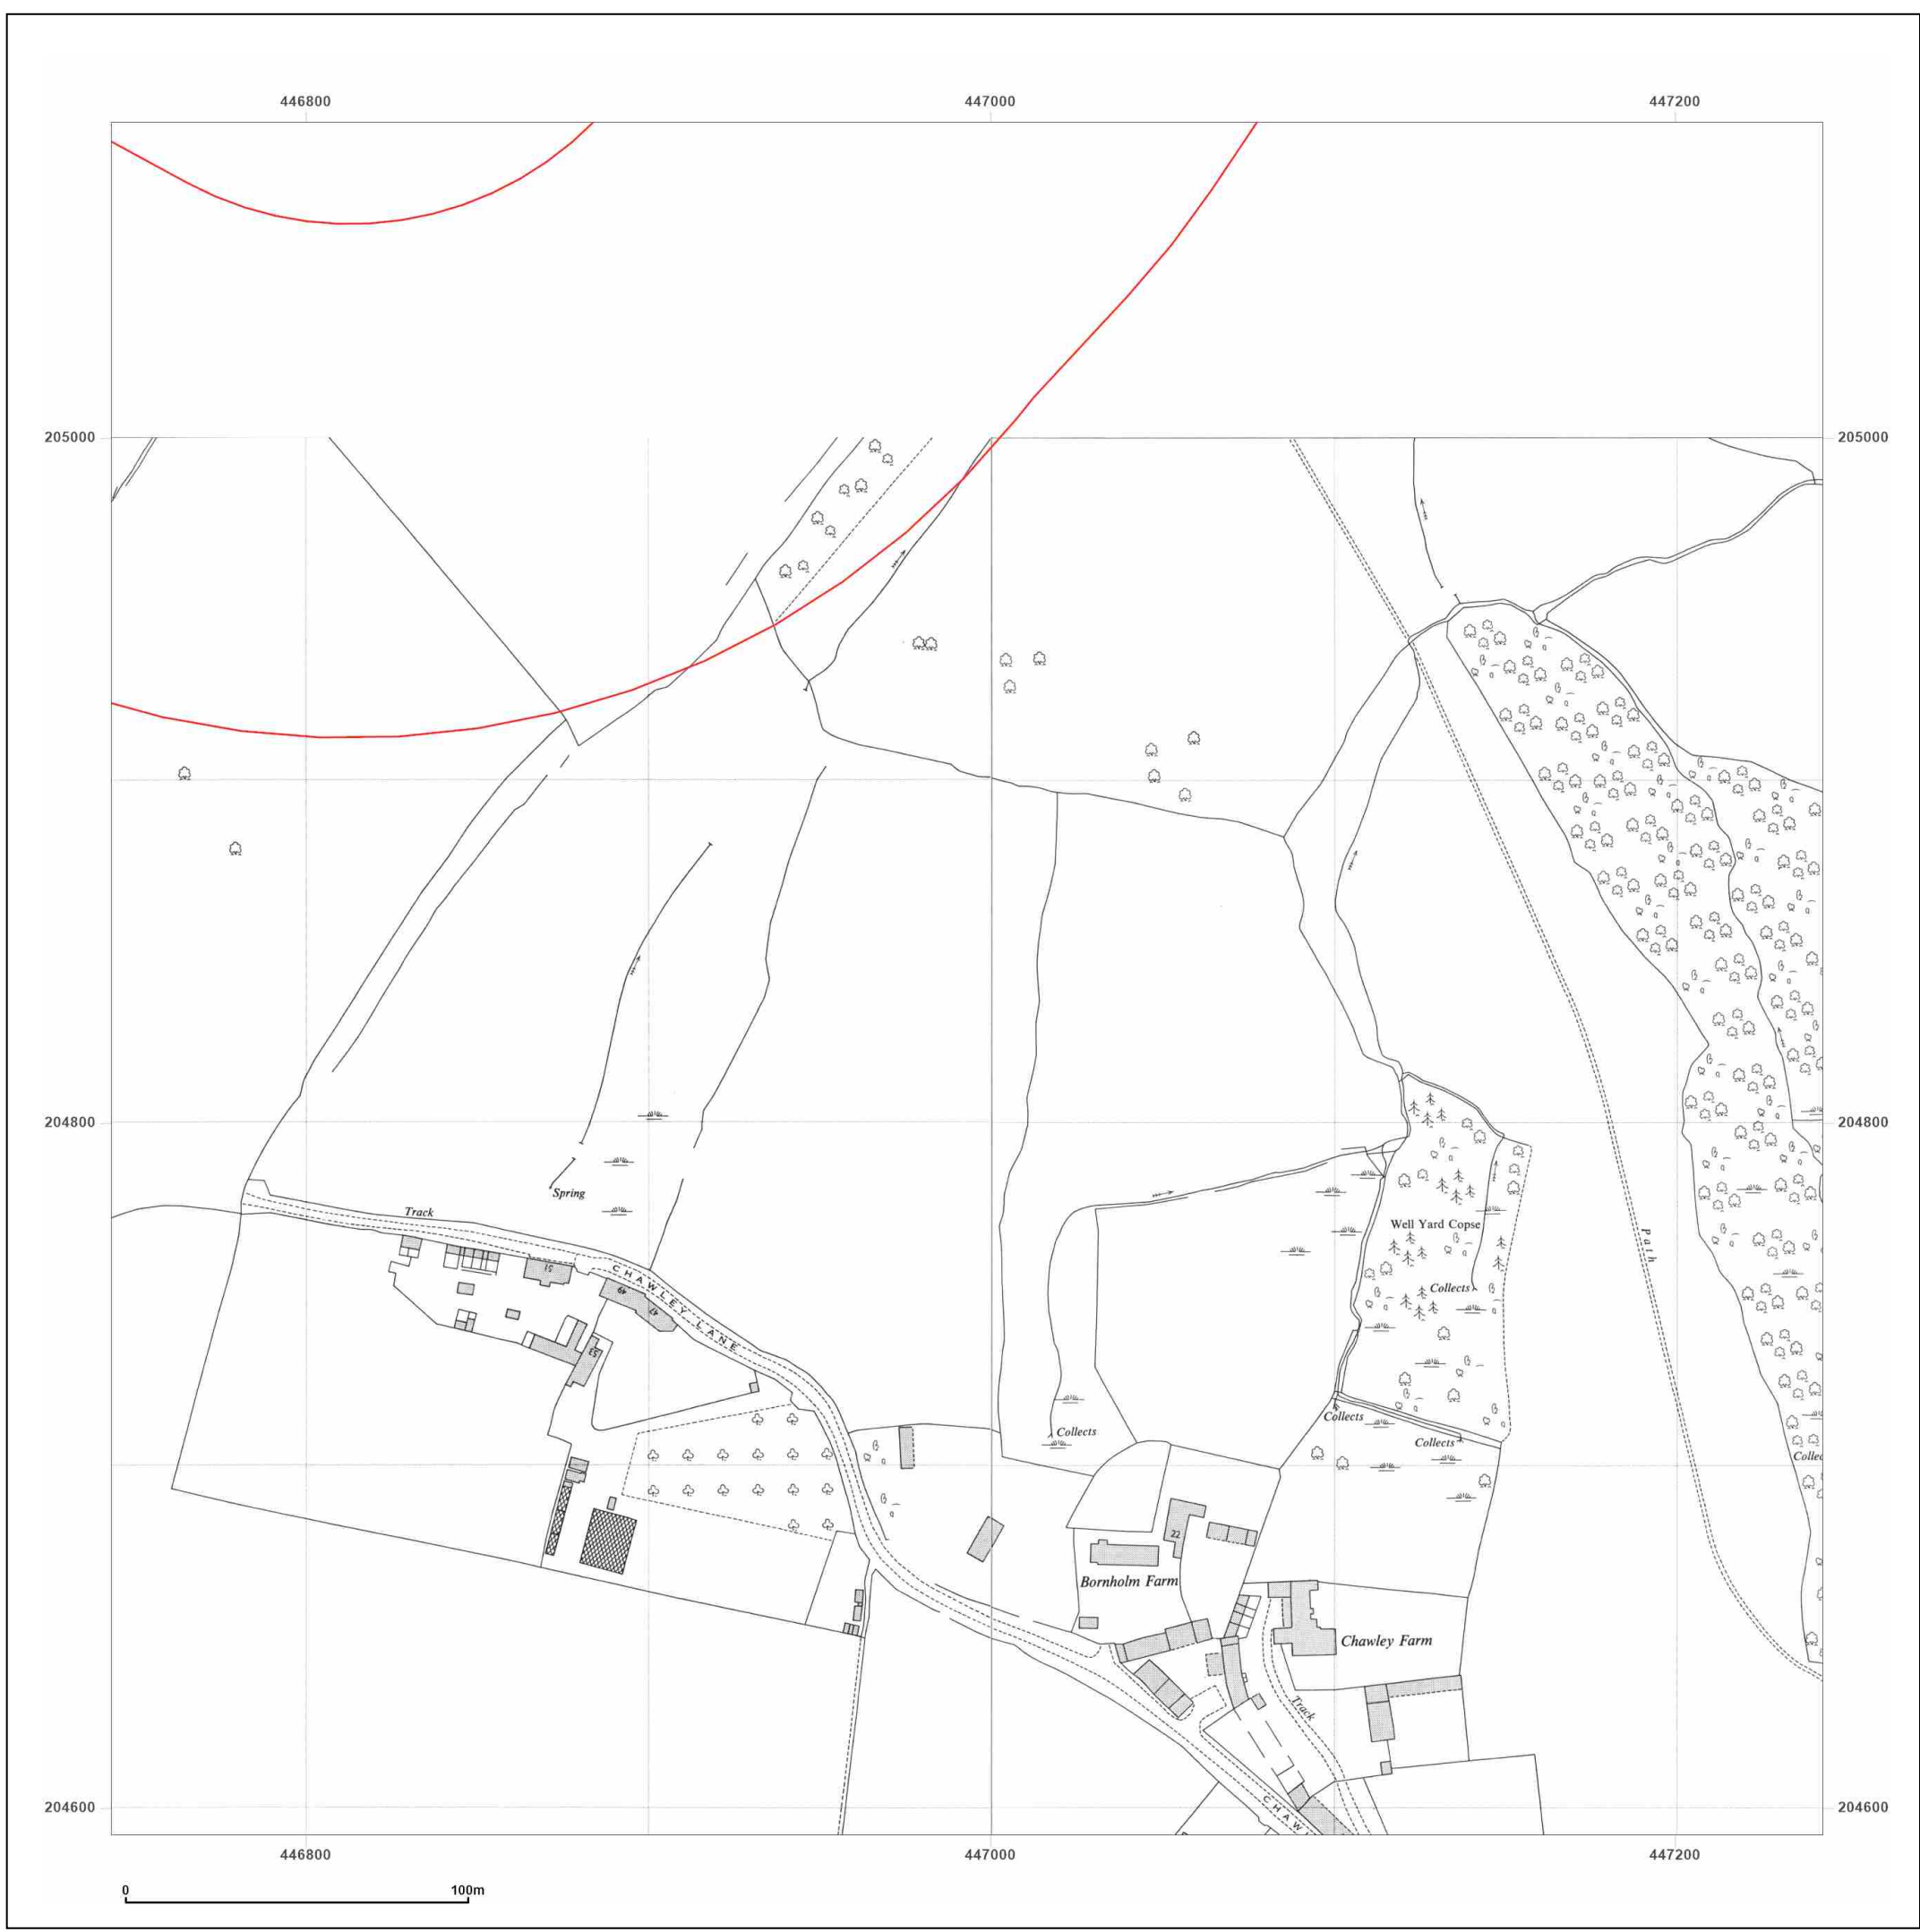 446800
447000
447200
205000
205000
204800
204800
Spring
Track
51
CHAWLEY LANE
49
47
53
Well Yard Copse
Path
Collects
Collects
Collects
Collects
22
Bornholm Farm
Chawley Farm
Track
204600
CHAW
204600
446800
447000
447200
0
100m